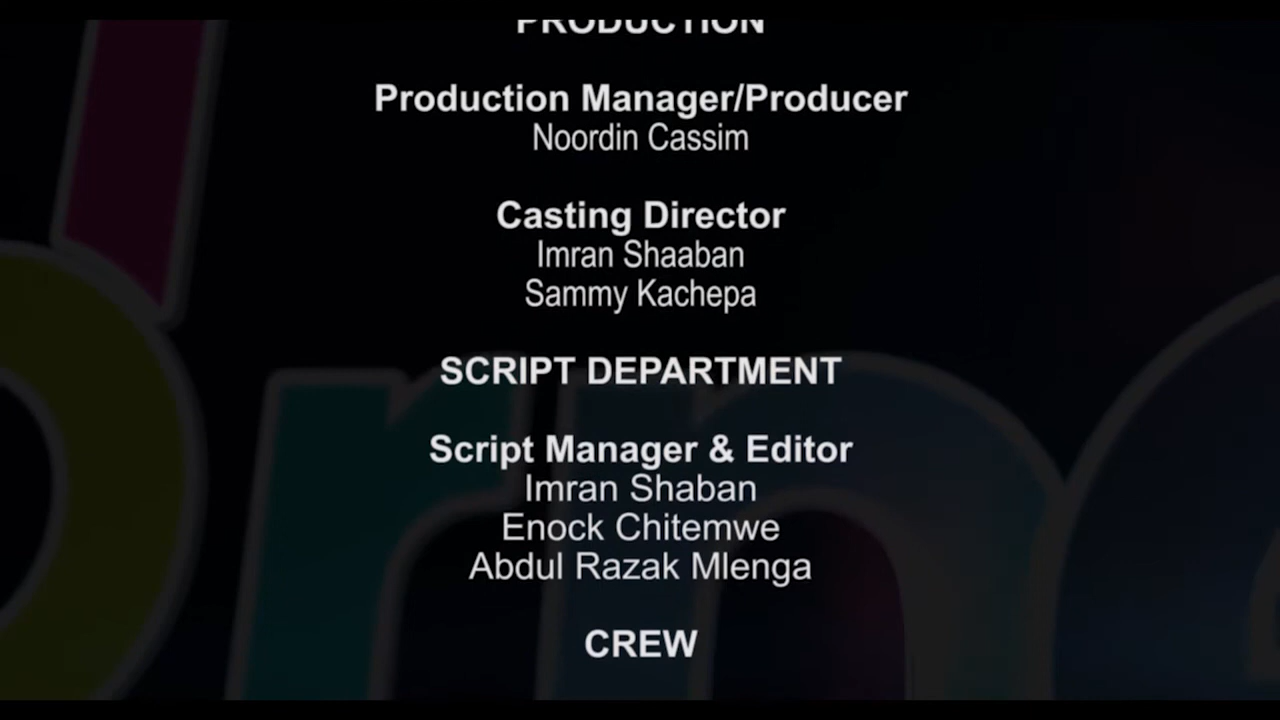 PRODUCTION
Production Manager/Producer
Noordin Cassim
Casting Director
Imran Shaaban
Sammy Kachepa
SCRIPT DEPARTMENT
Script Manager & Editor
Imran Shaban
Enock Chitemwe
Abdul Razak Mlenga
CREW